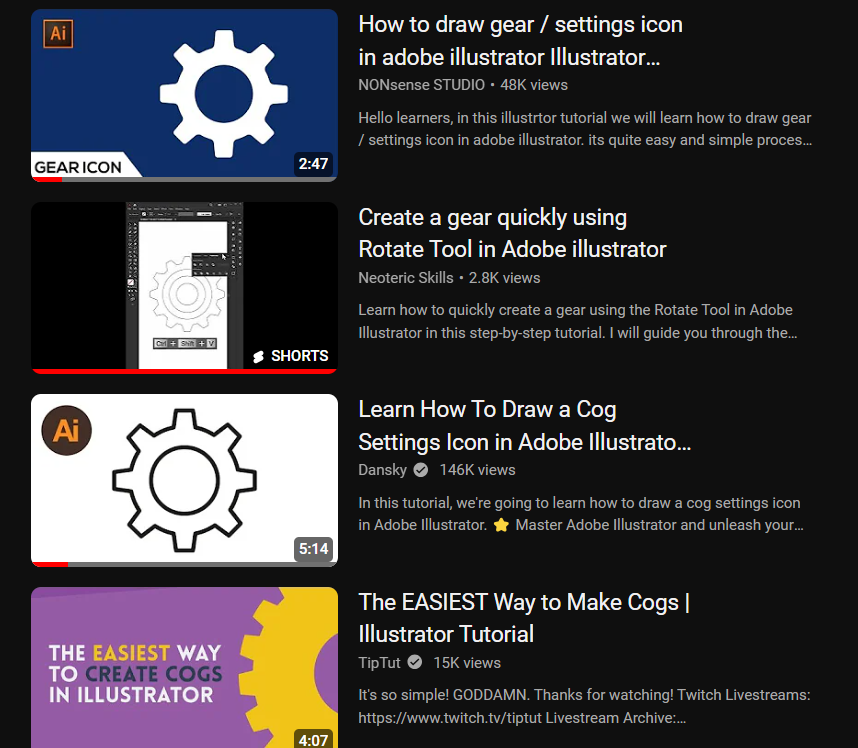 Ai
GEAR ICON
2:47
How to draw gear / settings icon
in adobe illustrator Illustrator…
NONsense STUDIO • 48K views
Hello learners, in this illustrtor tutorial we will learn how to draw gear
/ settings icon in adobe illustrator. its quite easy and simple proces…
Ctrl + Shift + V
SHORTS
Create a gear quickly using
Rotate Tool in Adobe illustrator
Neoteric Skills • 2.8K views
Learn how to quickly create a gear using the Rotate Tool in Adobe
Illustrator in this step-by-step tutorial. I will guide you through the…
Ai
5:14
Learn How To Draw a Cog
Settings Icon in Adobe Illustrato…
Dansky 146K views
In this tutorial, we're going to learn how to draw a cog settings icon
in Adobe Illustrator. ⭐ Master Adobe Illustrator and unleash your…
THE EASIEST WAY
TO CREATE COGS
IN ILLUSTRATOR
4:07
The EASIEST Way to Make Cogs |
Illustrator Tutorial
TipTut 15K views
It's so simple! GODDAMN. Thanks for watching! Twitch Livestreams:
https://www.twitch.tv/tiptut Livestream Archive:…